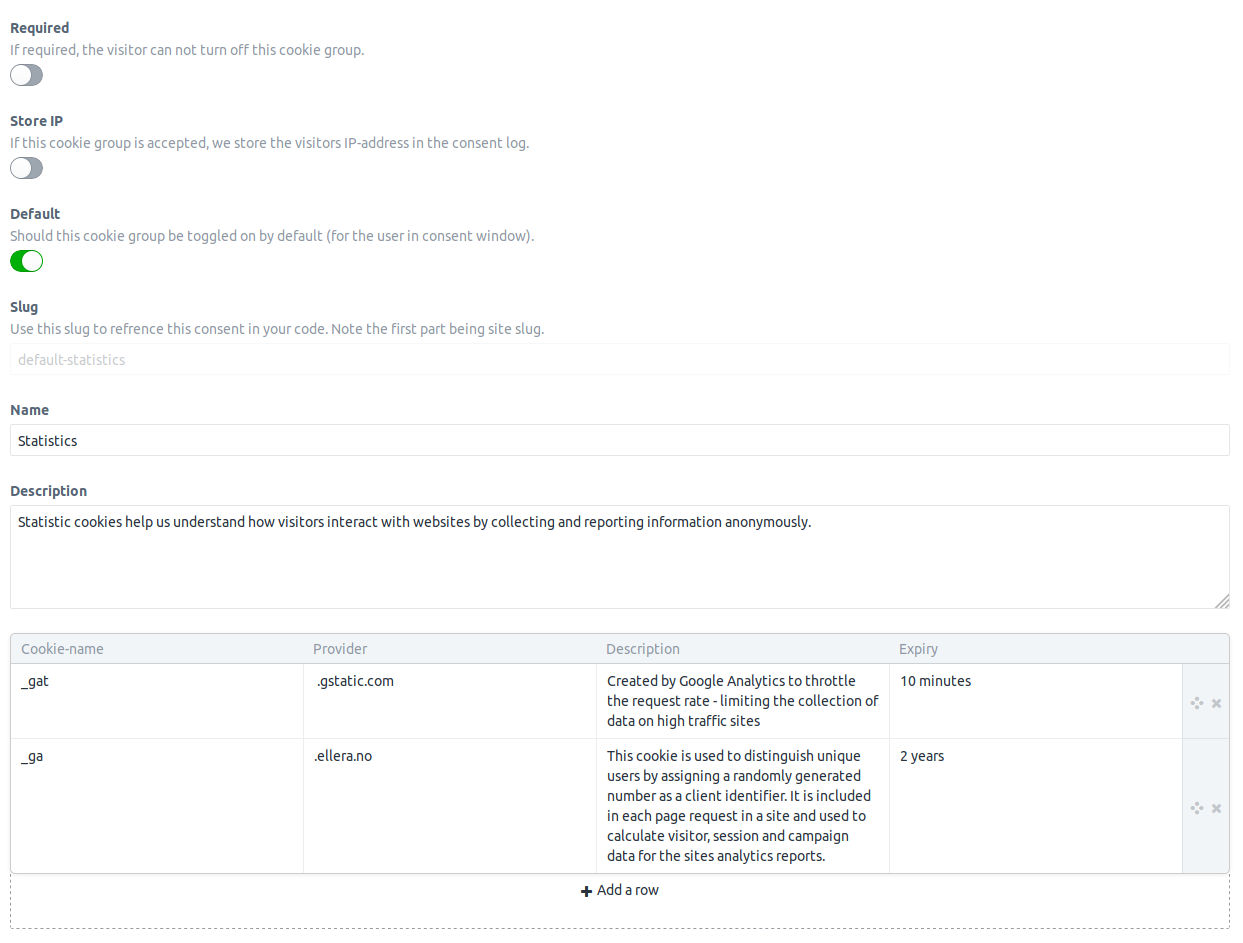 Required
If required, the visitor can not turn off this cookie group.
Store IP
If this cookie group is accepted, we store the visitors IP-address in the consent log.
Default
Should this cookie group be toggled on by default (for the user in consent window).
Slug
Use this slug to refrence this consent in your code. Note the first part being site slug.
default-statistics
Name
Statistics
Description
Statistic cookies help us understand how visitors interact with websites by collecting and reporting information anonymously.
Cookie-name Provider Description Expiry
_gat .gstatic.com Created by Google Analytics to throttle 10 minutes
the request rate - limiting the collection of
data on high traffic sites
_ga .ellera.no This cookie is used to distinguish unique 2 years
users by assigning a randomly generated
number as a client identifier. It is included
in each page request in a site and used to
calculate visitor, session and campaign
data for the sites analytics reports.
Add a row